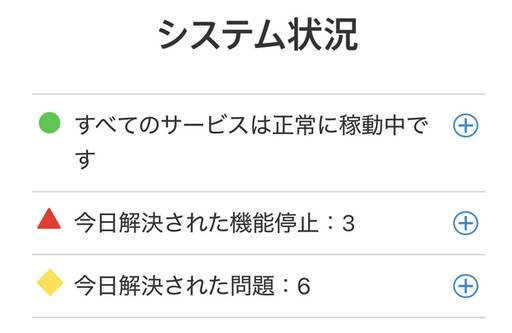 システム状況
すべてのサービスは正常に稼動中で
す
今日解決された機能停止：3
今日解決された問題：6